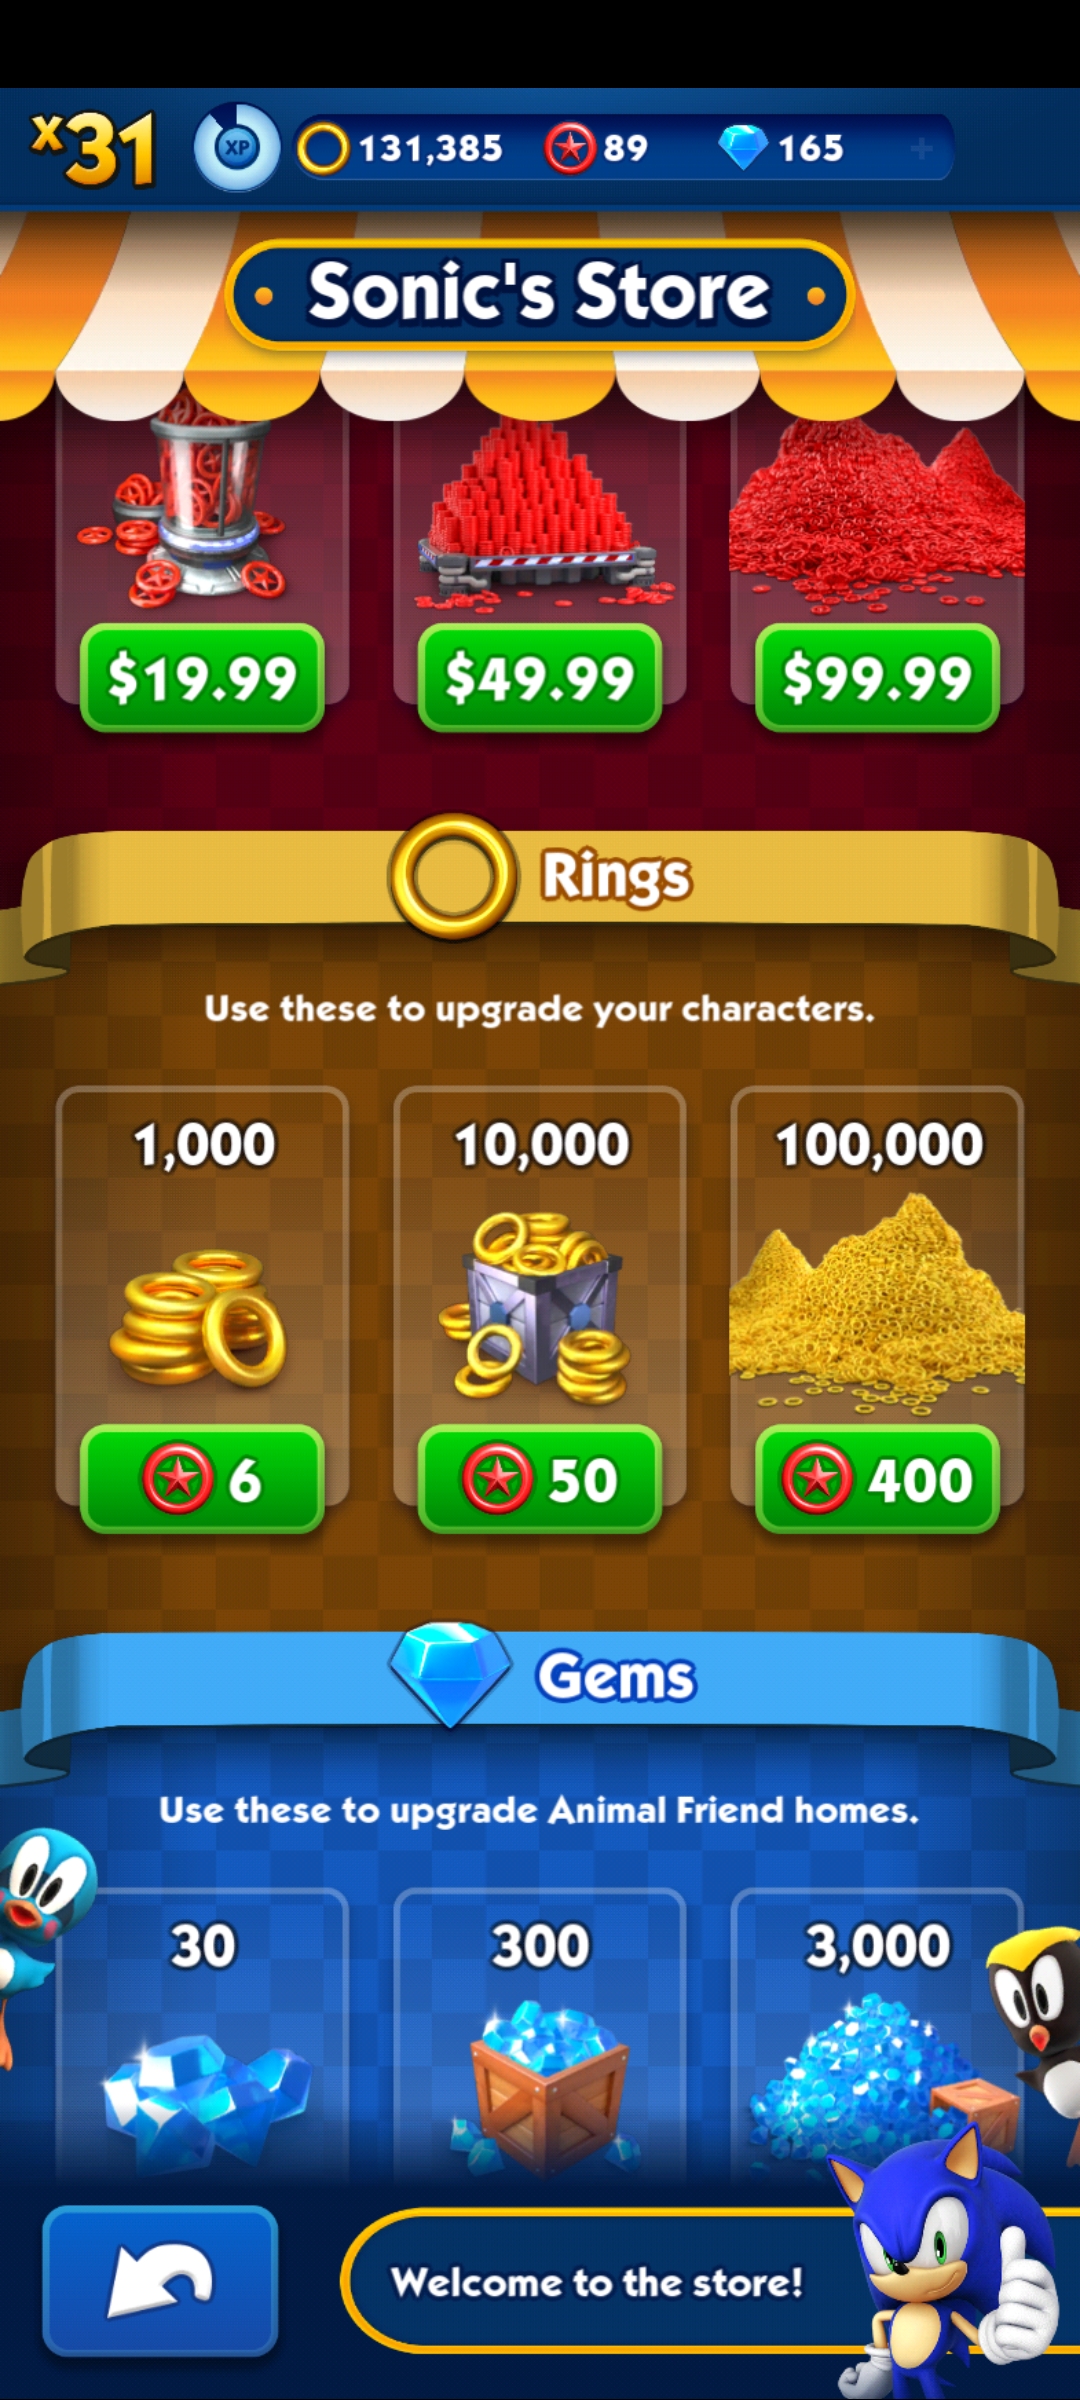 x31 XP 131,385 89 165 +
Sonic's Store
$19.99 $49.99 $99.99
Rings
Use these to upgrade your characters.
1,000 10,000 100,000
6 50 400
Gems
Use these to upgrade Animal Friend homes.
30 300 3,000
Welcome to the store!